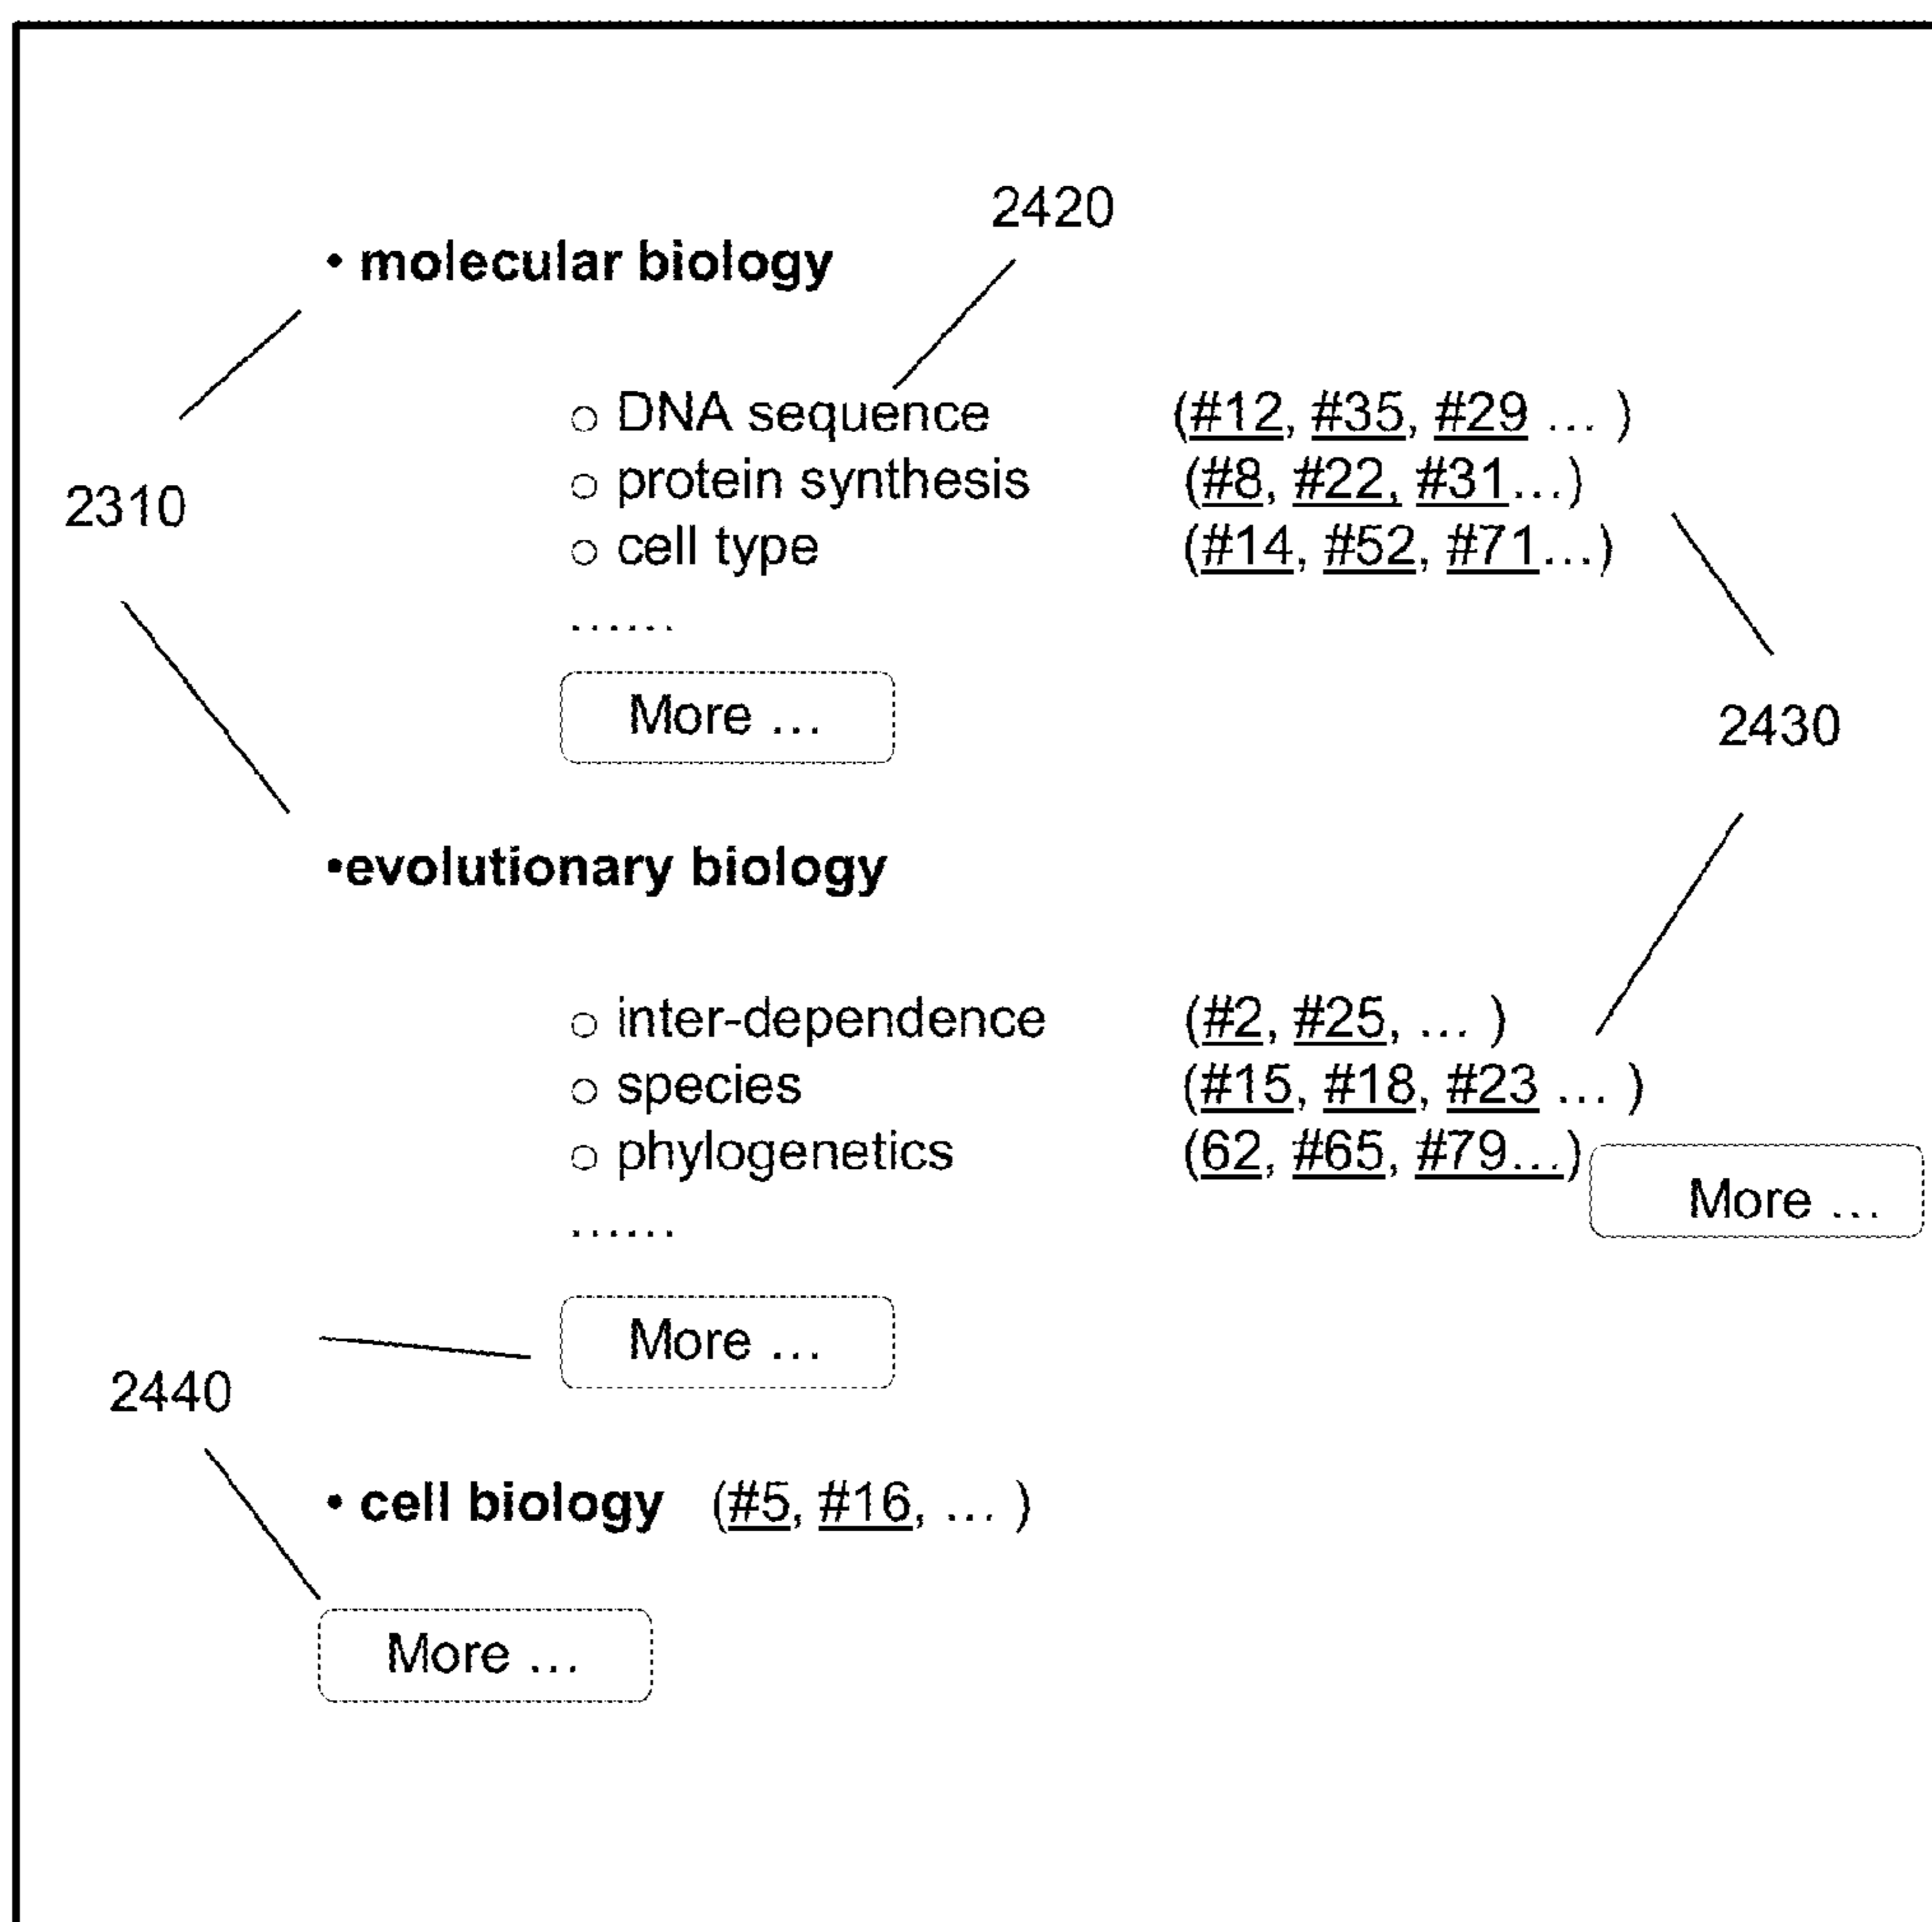 2420
• molecular biology
○ DNA sequence (#12, #35, #29 ... )
2310
○ protein synthesis (#8, #22, #31...)
○ cell type (#14, #52, #71...)
......
More ...
2430
•evolutionary biology
○ inter-dependence (#2, #25, ... )
○ species (#15, #18, #23 ... )
○ phylogenetics (62, #65, #79...)
More ...
......
More ...
2440
• cell biology (#5, #16, ... )
More ...